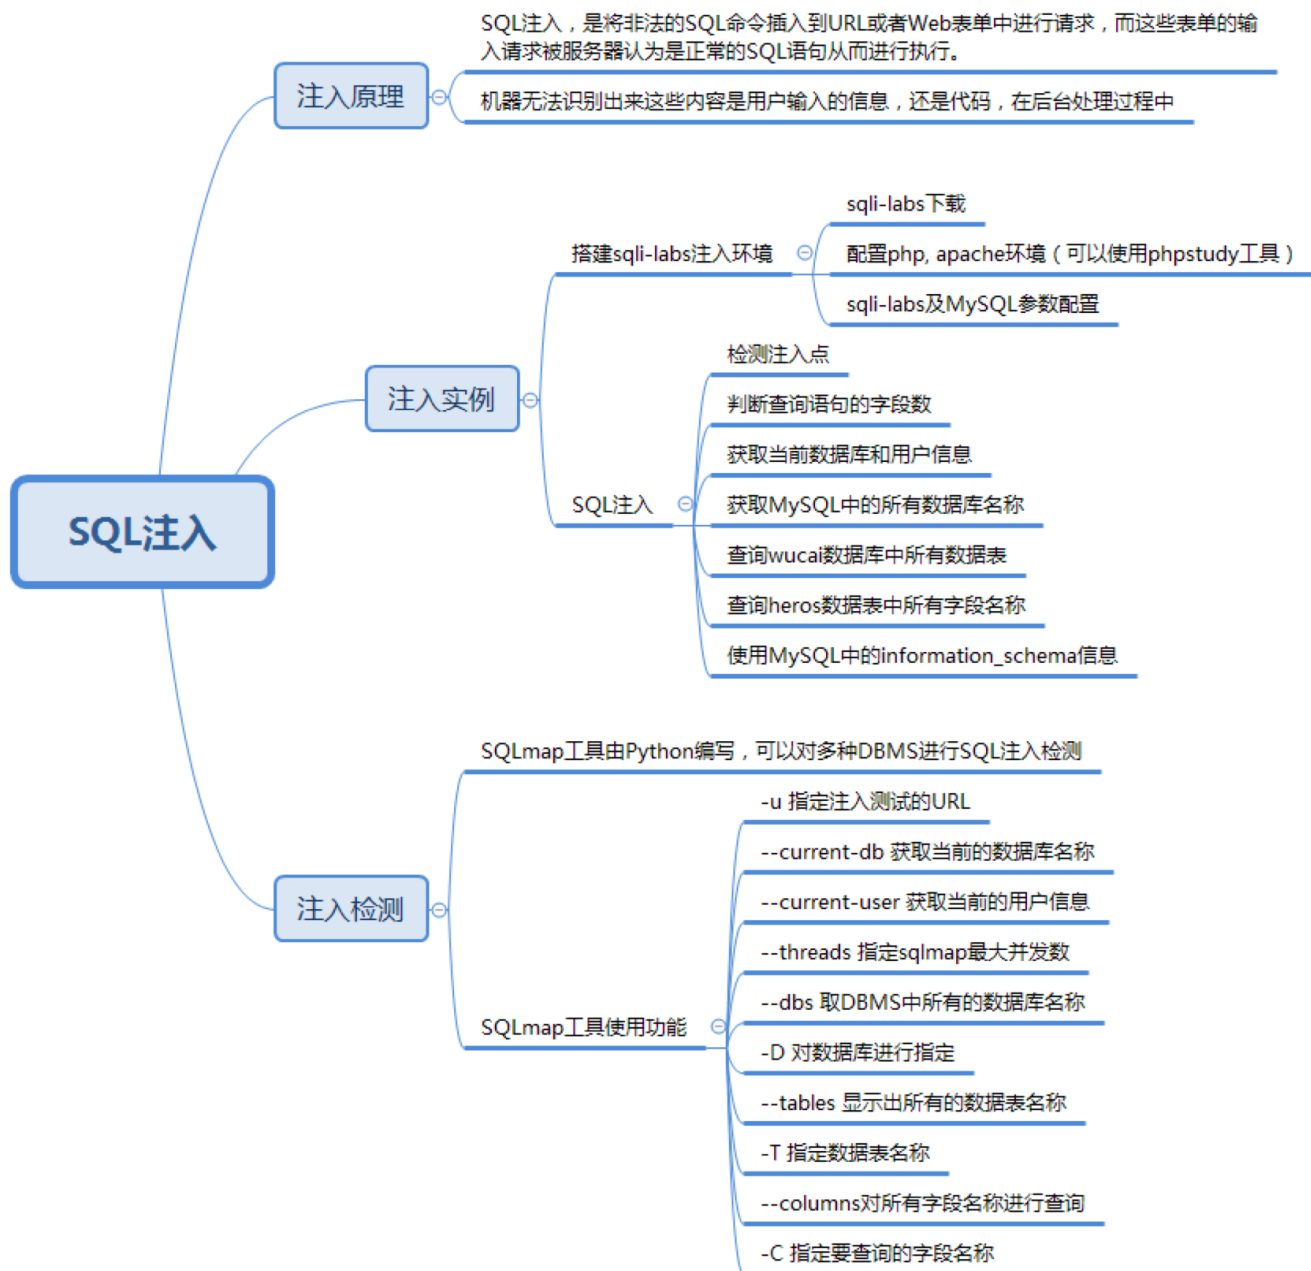 SQL注入
注入原理
SQL注入，是将非法的SQL命令插入到URL或者Web表单中进行请求，而这些表单的输
入请求被服务器认为是正常的SQL语句从而进行执行。
机器无法识别出来这些内容是用户输入的信息，还是代码，在后台处理过程中
注入实例
搭建sqli-labs注入环境
sqli-labs下载
配置php, apache环境（可以使用phpstudy工具）
sqli-labs及MySQL参数配置
SQL注入
检测注入点
判断查询语句的字段数
获取当前数据库和用户信息
获取MySQL中的所有数据库名称
查询wucai数据库中所有数据表
查询heros数据表中所有字段名称
使用MySQL中的information_schema信息
注入检测
SQLmap工具由Python编写，可以对多种DBMS进行SQL注入检测
SQLmap工具使用功能
-u 指定注入测试的URL
--current-db 获取当前的数据库名称
--current-user 获取当前的用户信息
--threads 指定sqlmap最大并发数
--dbs 取DBMS中所有的数据库名称
-D 对数据库进行指定
--tables 显示出所有的数据表名称
-T 指定数据表名称
--columns对所有字段名称进行查询
-C 指定要查询的字段名称